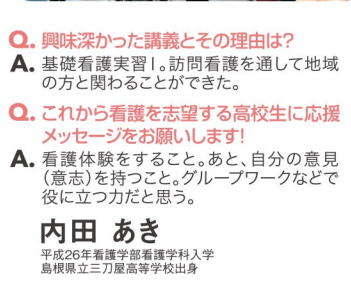 Q. 興味深かった講義とその理由は?
A. 基礎看護実習Ⅰ。訪問看護を通して地域
の方と関わることができた。
Q. これから看護を志望する高校生に応援
メッセージをお願いします!
A. 看護体験をすること。あと、自分の意見
（意志）を持つこと。グループワークなどで
役に立つ力だと思う。
内田 あき
平成26年看護学部看護学科入学
島根県立三刀屋高等学校出身